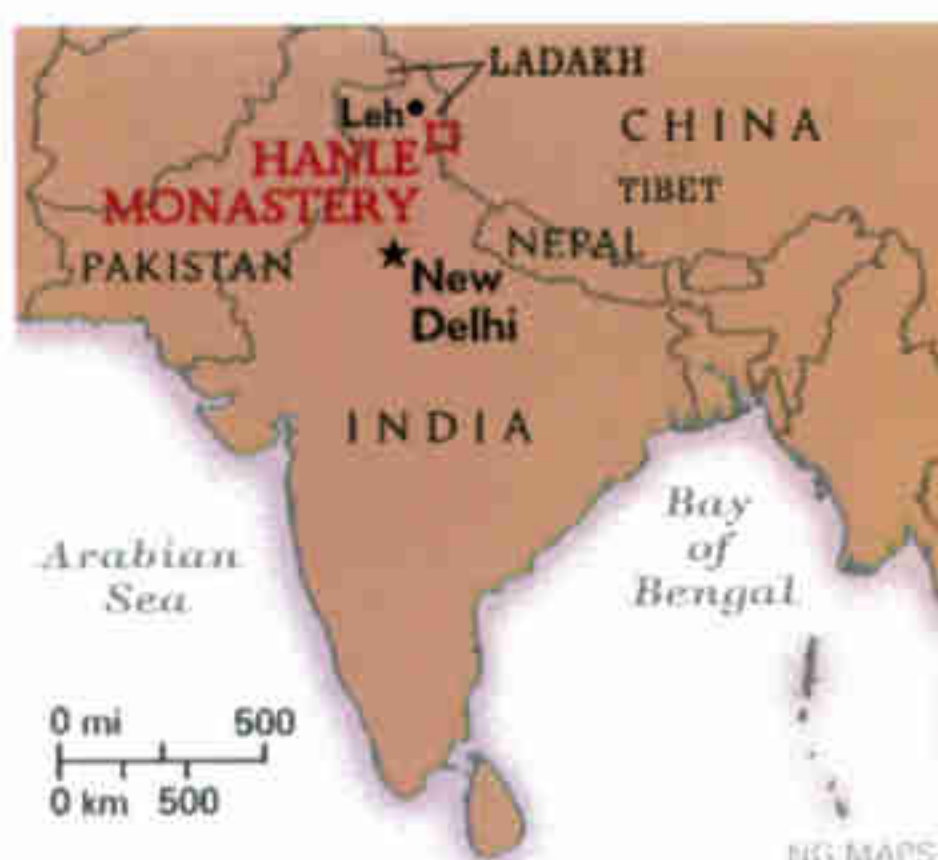 LADAKH
Leh
CHINA
HANLE
MONASTERY
TIBET
NEPAL
PAKISTAN
New
Delhi
INDIA
Bay
of
Bengal
Arabian
Sea
0 mi 500
0 km 500
NG MAPS